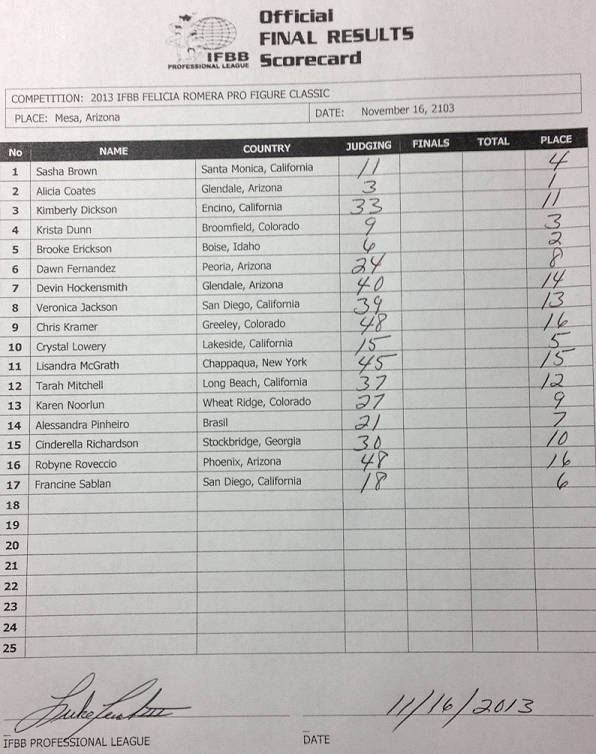 Official
FINAL RESULTS
Scorecard
IFBB
PROFESSIONAL LEAGUE
COMPETITION: 2013 IFBB FELICIA ROMERA PRO FIGURE CLASSIC
PLACE: Mesa, Arizona DATE: November 16, 2103
No NAME COUNTRY JUDGING FINALS TOTAL PLACE
1 Sasha Brown Santa Monica, California 11 4
2 Alicia Coates Glendale, Arizona 3 1
3 Kimberly Dickson Encino, California 33 11
4 Krista Dunn Broomfield, Colorado 9 3
5 Brooke Erickson Boise, Idaho 6 2
6 Dawn Fernandez Peoria, Arizona 24 8
7 Devin Hockensmith Glendale, Arizona 40 14
8 Veronica Jackson San Diego, California 39 13
9 Chris Kramer Greeley, Colorado 48 16
10 Crystal Lowery Lakeside, California 15 5
11 Lisandra McGrath Chappaqua, New York 45 15
12 Tarah Mitchell Long Beach, California 37 12
13 Karen Noorlun Wheat Ridge, Colorado 27 9
14 Alessandra Pinheiro Brasil 21 7
15 Cinderella Richardson Stockbridge, Georgia 30 10
16 Robyne Roveccio Phoenix, Arizona 48 16
17 Francine Sablan San Diego, California 18 6
18
19
20
21
22
23
24
25
11/16/2013
IFBB PROFESSIONAL LEAGUE DATE